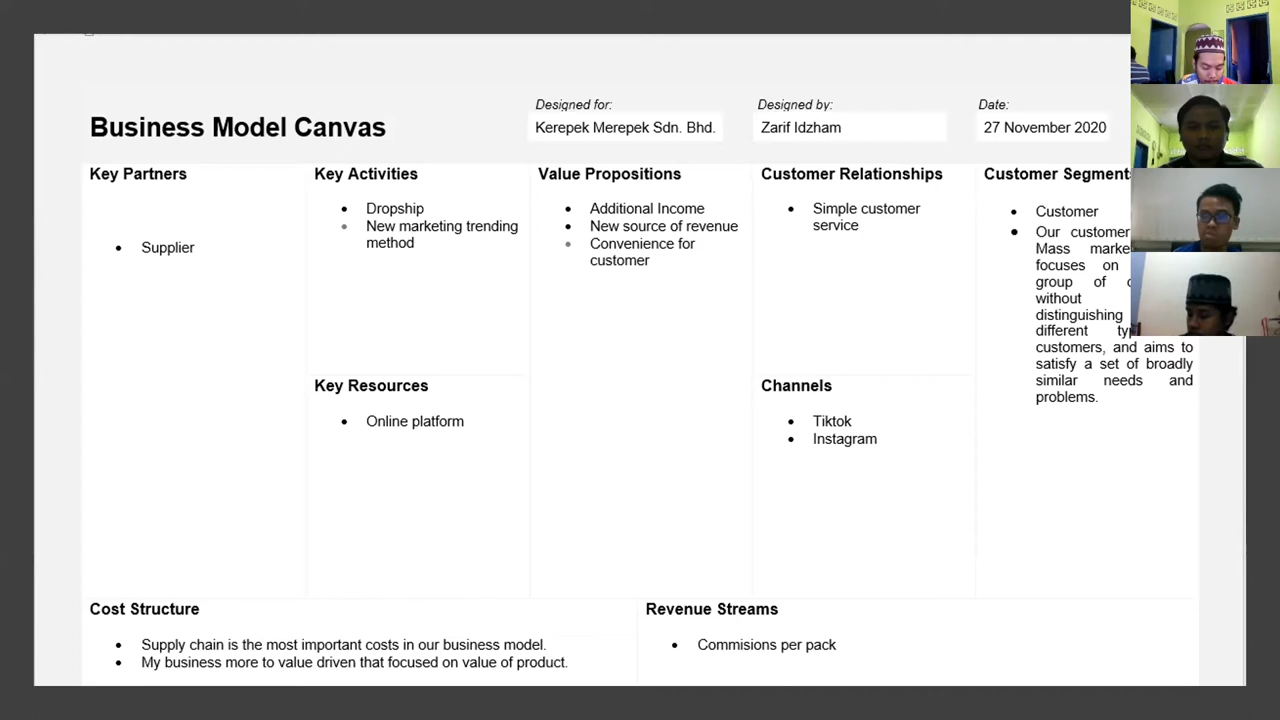 Designed for:
Designed by:
Date:
Business Model Canvas
Kerepek Merepek Sdn. Bhd.
Zarif Idzham
27 November 2020
Key Partners
Supplier
Key Activities
Dropship
New marketing trending
method
Key Resources
Online platform
Value Propositions
Additional Income
New source of revenue
Convenience for
customer
Customer Relationships
Simple customer
service
Channels
Tiktok
Instagram
Customer Segment
Customer
Our customer
Mass
focuses on
group of
without
distinguishing
different
customers, and aims to
satisfy a set of broadly
similar needs and
problems.
Cost Structure
Supply chain is the most important costs in our business model.
My business more to value driven that focused on value of product.
Revenue Streams
Commisions per pack